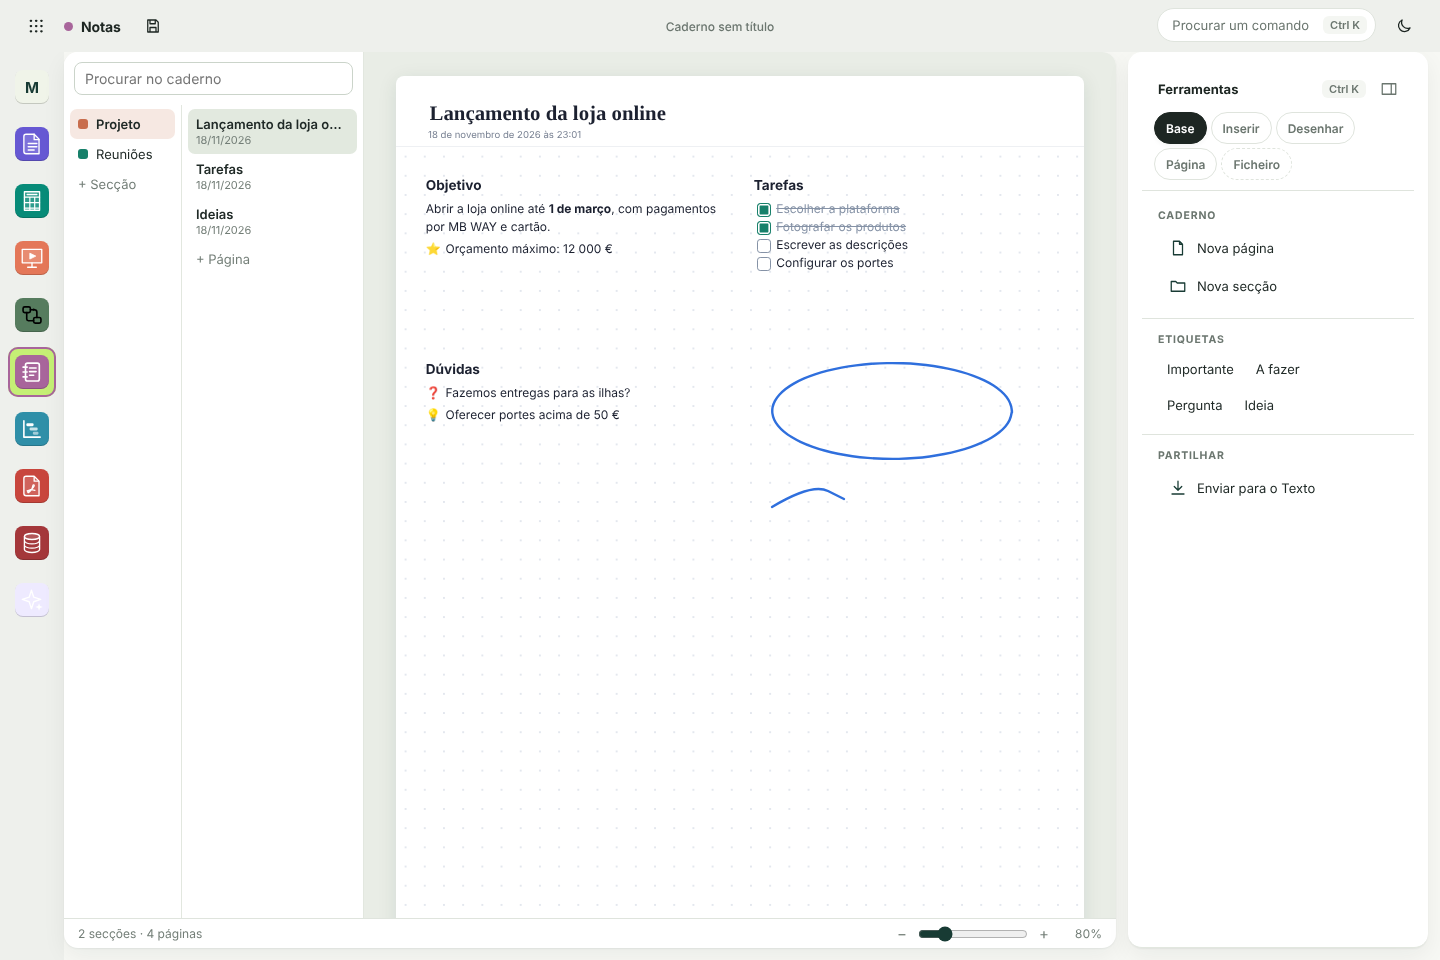 Notas
Caderno sem título
Procurar um comando
Ctrl K
M
Procurar no caderno
Projeto
Reuniões
+ Secção
Lançamento da loja o...
18/11/2026
Tarefas
18/11/2026
Ideias
18/11/2026
+ Página
Lançamento da loja online
18 de novembro de 2026 às 23:01
Objetivo
Abrir a loja online até 1 de março, com pagamentos
por MB WAY e cartão.
⭐ Orçamento máximo: 12 000 €
Tarefas
Escolher a plataforma
Fotografar os produtos
Escrever as descrições
Configurar os portes
Dúvidas
❓ Fazemos entregas para as ilhas?
💡 Oferecer portes acima de 50 €
Ferramentas
Ctrl K
Base
Inserir
Desenhar
Página
Ficheiro
CADERNO
Nova página
Nova secção
ETIQUETAS
Importante
A fazer
Pergunta
Ideia
PARTILHAR
Enviar para o Texto
2 secções · 4 páginas
− + 80%